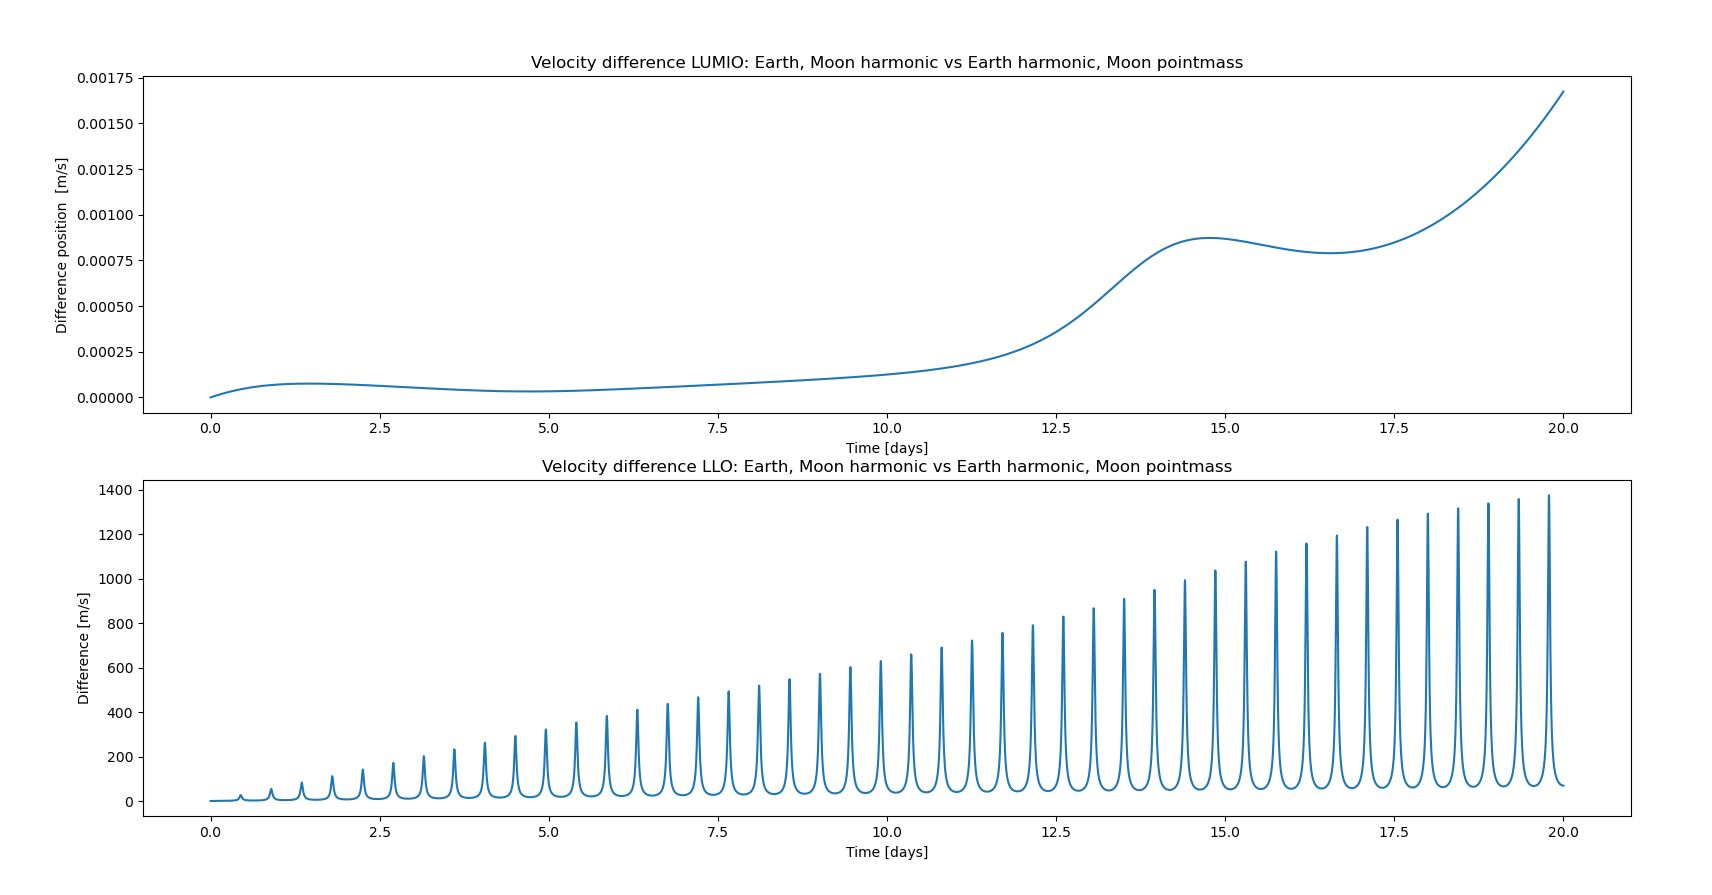 Velocity difference LUMIO: Earth, Moon harmonic vs Earth harmonic, Moon pointmass
Difference position  [m/s]
0.00175
0.00150
0.00125
0.00100
0.00075
0.00050
0.00025
0.00000
0.0 2.5 5.0 7.5 10.0 12.5 15.0 17.5 20.0
Time [days]
Velocity difference LLO: Earth, Moon harmonic vs Earth harmonic, Moon pointmass
Difference [m/s]
1400
1200
1000
800
600
400
200
0
0.0 2.5 5.0 7.5 10.0 12.5 15.0 17.5 20.0
Time [days]